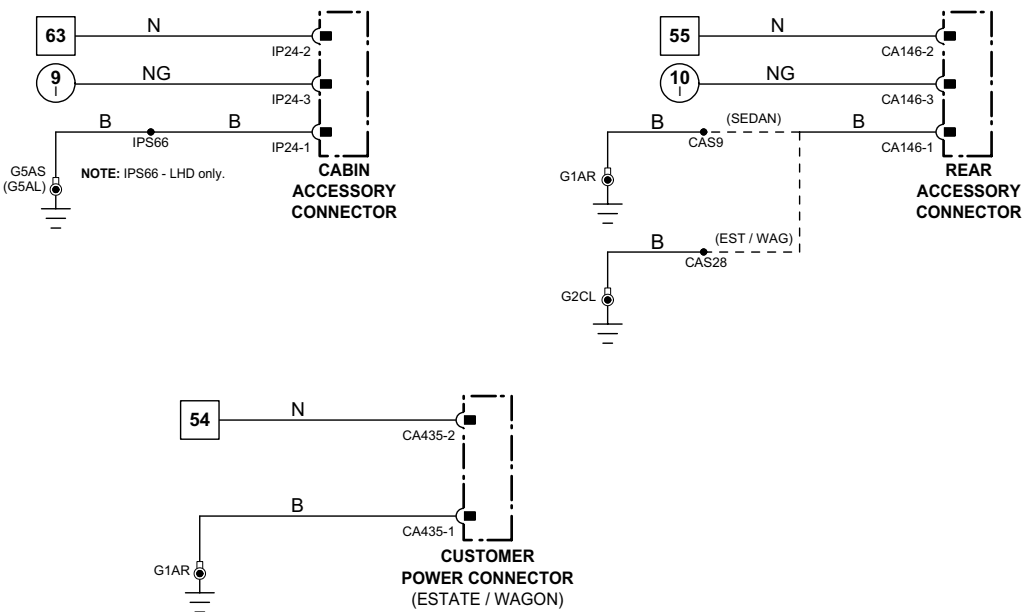 63
N
IP24-2
9
I
NG
IP24-3
B
B
IPS66
IP24-1
G5AS
(G5AL)
NOTE: IPS66 - LHD only.
CABIN
ACCESSORY
CONNECTOR
55
N
CA146-2
10
I
NG
CA146-3
B
(SEDAN)
B
CAS9
CA146-1
G1AR
REAR
ACCESSORY
CONNECTOR
B
(EST / WAG)
CAS28
G2CL
54
N
CA435-2
B
CA435-1
G1AR
CUSTOMER
POWER CONNECTOR
(ESTATE / WAGON)